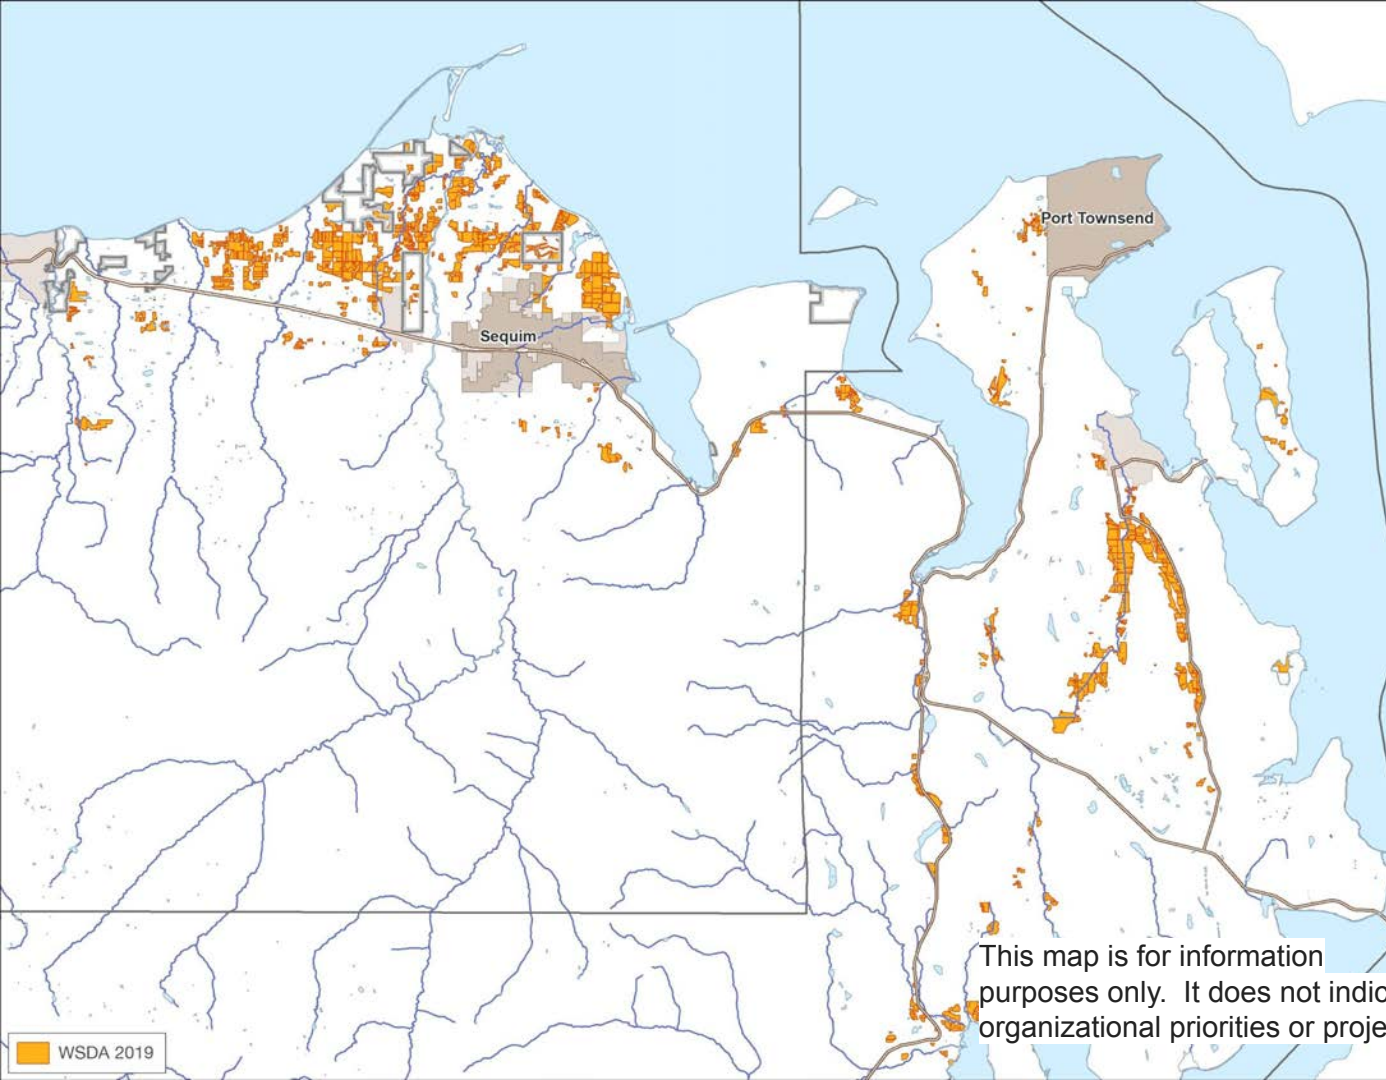 Port Townsend
Sequim
This map is for information
purposes only. It does not indic
organizational priorities or proje
WSDA 2019